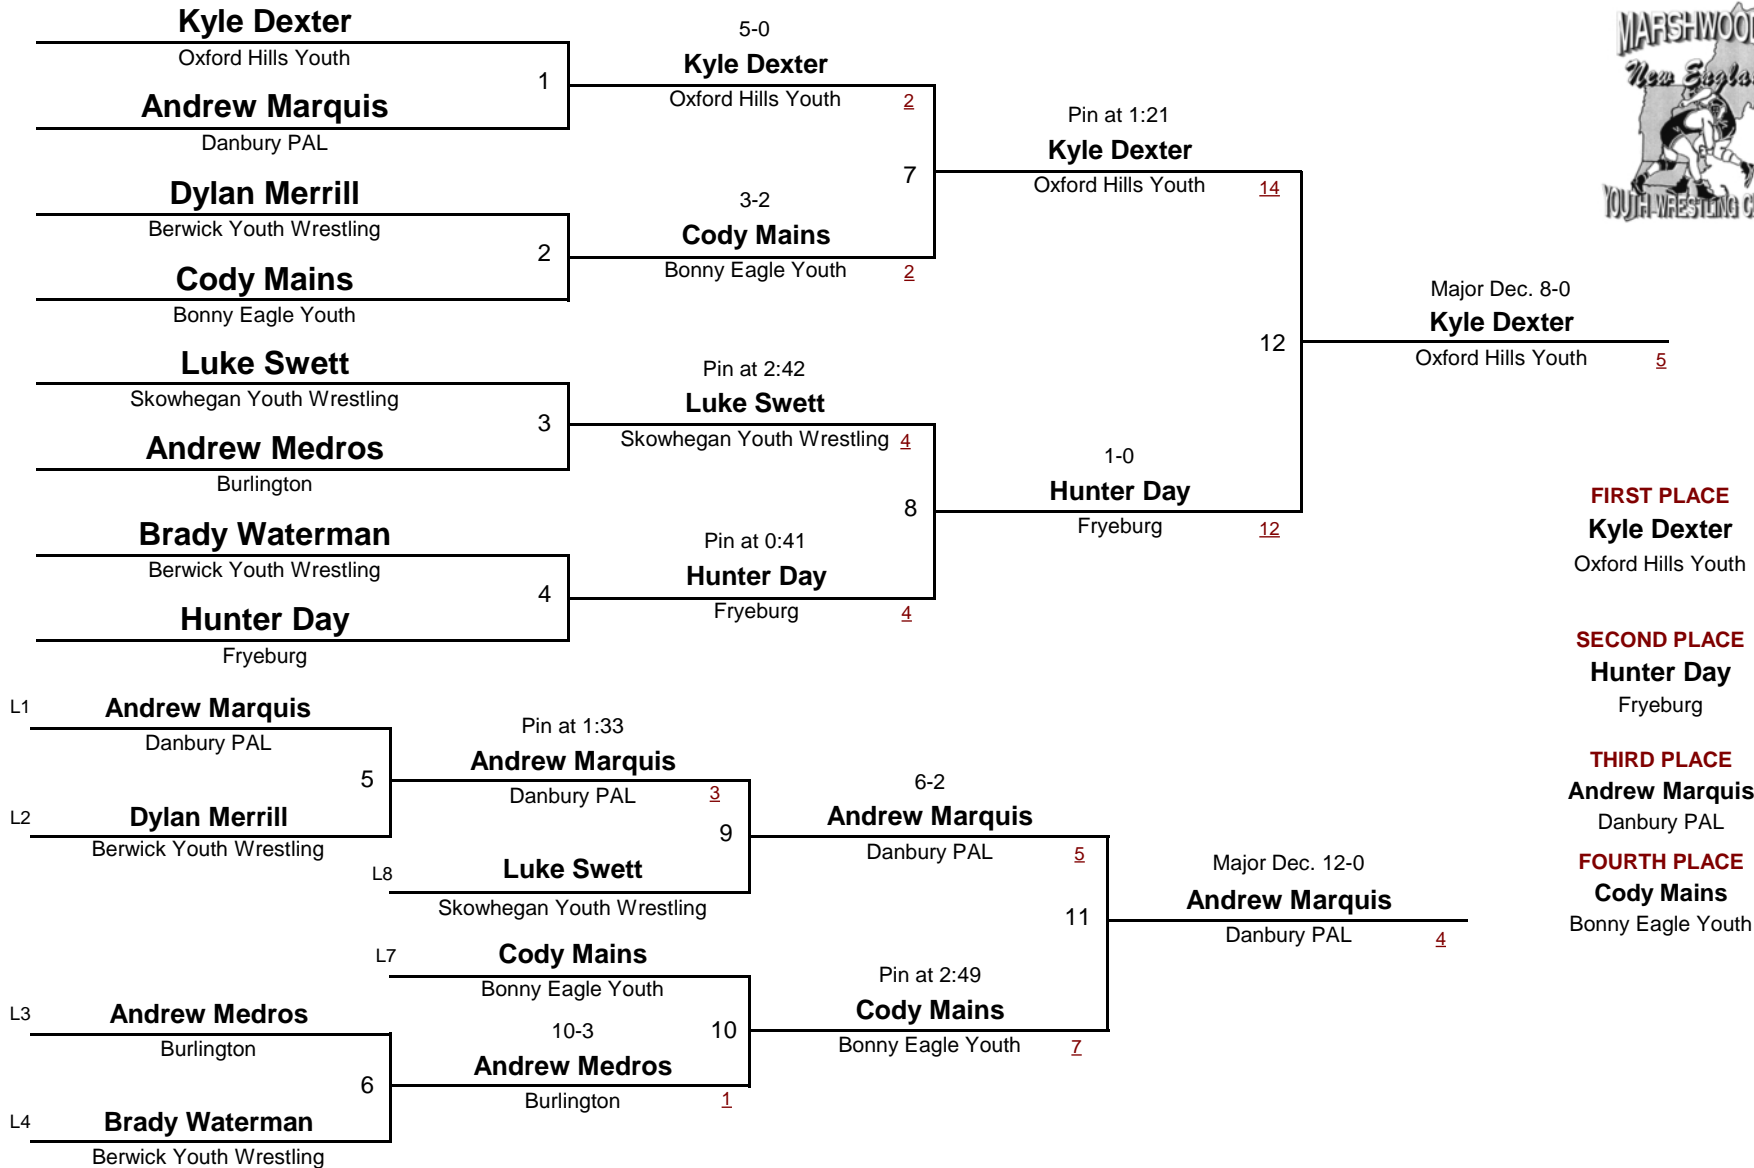 Kyle Dexter
Oxford Hills Youth
1
Andrew Marquis
Danbury PAL
Dylan Merrill
Berwick Youth Wrestling
2
Cody Mains
Bonny Eagle Youth
Luke Swett
Skowhegan Youth Wrestling
3
Andrew Medros
Burlington
Brady Waterman
Berwick Youth Wrestling
4
Hunter Day
Fryeburg
5-0
Kyle Dexter
Oxford Hills Youth 2
7
3-2
Cody Mains
Bonny Eagle Youth 2
Pin at 2:42
Luke Swett
Skowhegan Youth Wrestling 4
8
Pin at 0:41
Hunter Day
Fryeburg 4
Pin at 1:21
Kyle Dexter
Oxford Hills Youth 14
12
1-0
Hunter Day
Fryeburg 12
Major Dec. 8-0
Kyle Dexter
Oxford Hills Youth 5
L1 Andrew Marquis
Danbury PAL
5
L2 Dylan Merrill
Berwick Youth Wrestling
L3 Andrew Medros
Burlington
6
L4 Brady Waterman
Berwick Youth Wrestling
Pin at 1:33
Andrew Marquis
Danbury PAL 3
9
L8 Luke Swett
Skowhegan Youth Wrestling
L7 Cody Mains
Bonny Eagle Youth
10-3
10
Andrew Medros
Burlington 1
6-2
Andrew Marquis
Danbury PAL 5
11
Pin at 2:49
Cody Mains
Bonny Eagle Youth 7
Major Dec. 12-0
Andrew Marquis
Danbury PAL 4
MARSHWOOD
New Engla
YOUTH WRESTLING C
FIRST PLACE
Kyle Dexter
Oxford Hills Youth
SECOND PLACE
Hunter Day
Fryeburg
THIRD PLACE
Andrew Marquis
Danbury PAL
FOURTH PLACE
Cody Mains
Bonny Eagle Youth